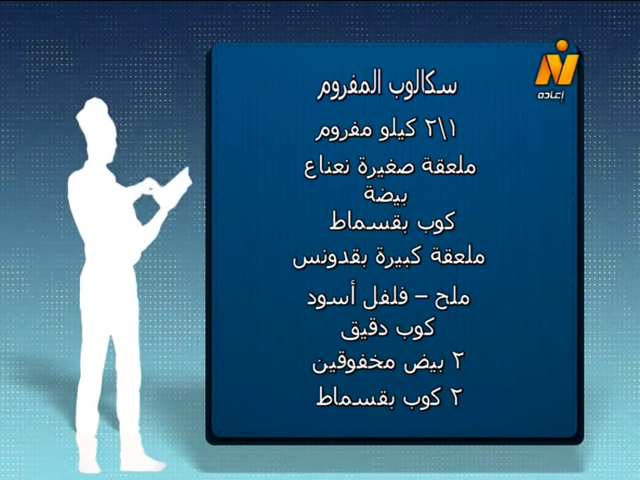 سكالوب المفروم
١\٢ كيلو مفروم
ملعقة صغيرة نعناع
بيضة
كوب بقسماط
ملعقة كبيرة بقدونس
ملح – فلفل أسود
كوب دقيق
٢ بيض مخفوقين
٢ كوب بقسماط
إعاده